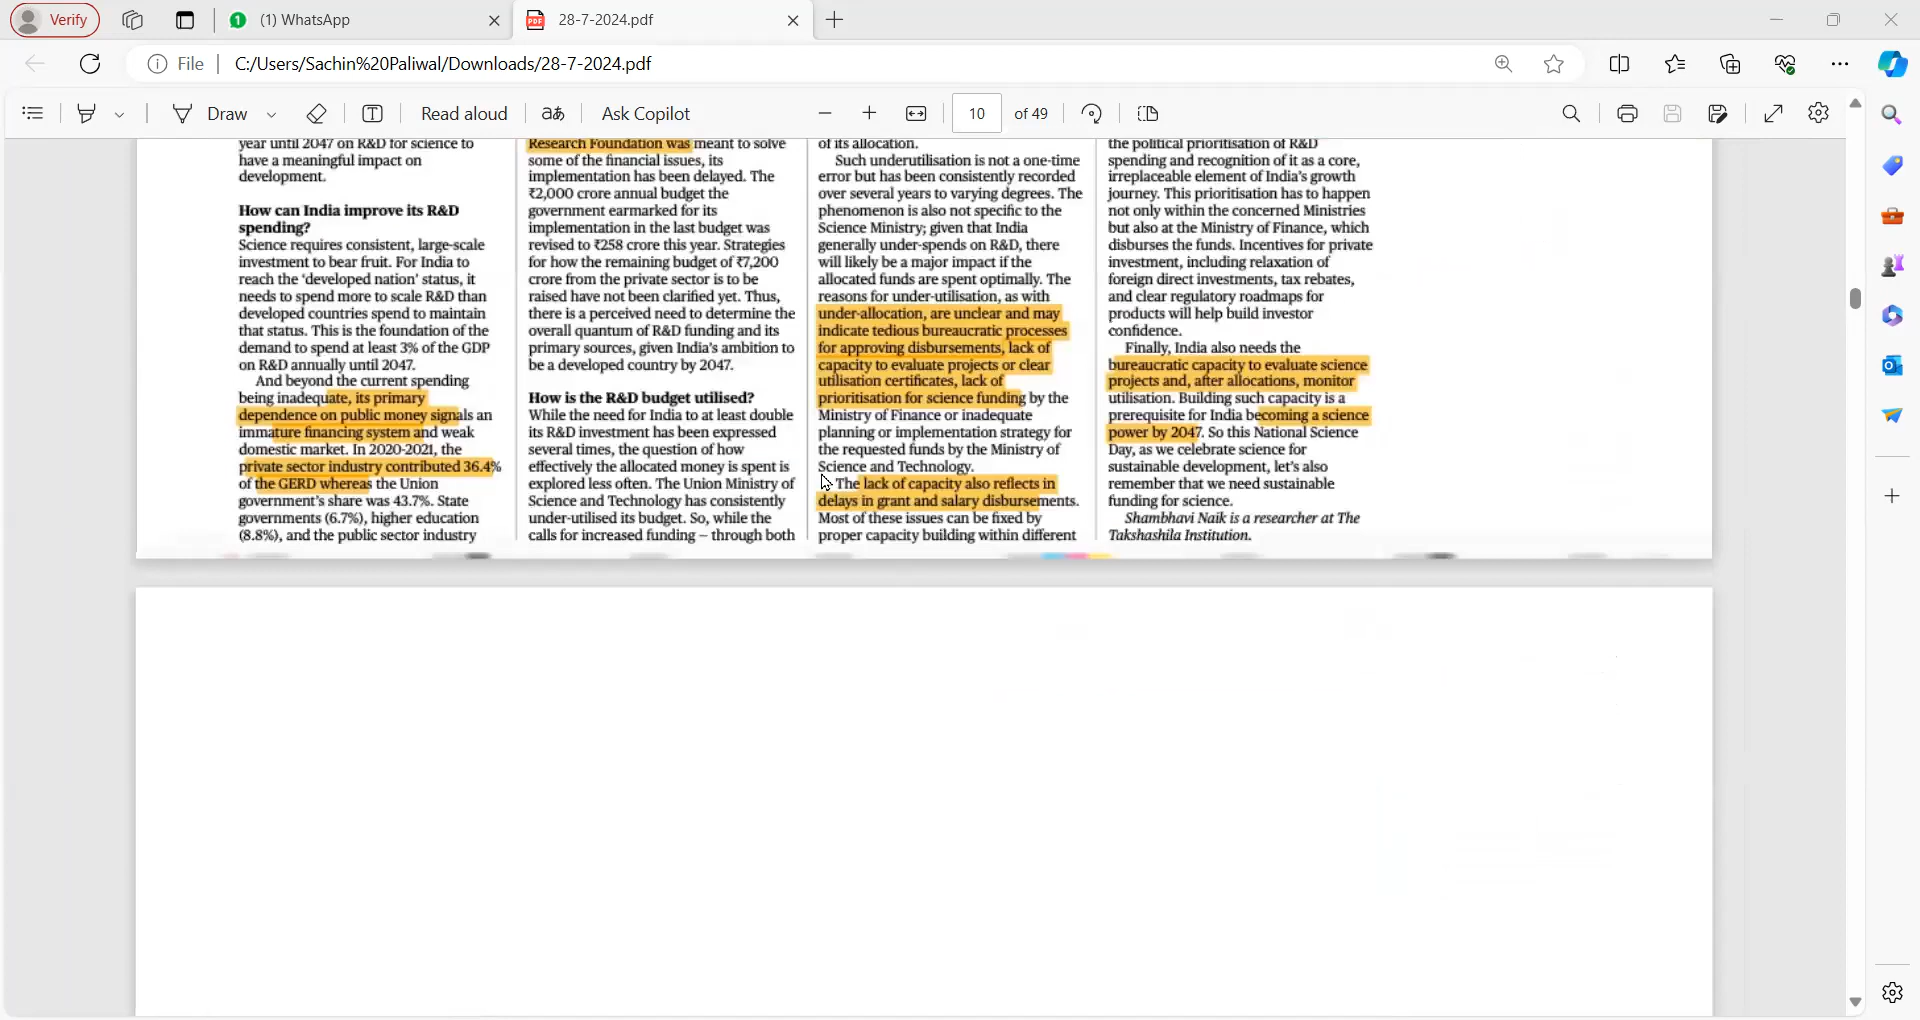 Verify
(1) WhatsApp
28-7-2024.pdf
File
C:/Users/Sachin%20Paliwal/Downloads/28-7-2024.pdf
Draw
Read aloud
aあ
Ask Copilot
10
of 49
year until 2047 on R&D for science to
have a meaningful impact on
development.
How can India improve its R&D
spending?
Science requires consistent, large-scale
investment to bear fruit. For India to
reach the ‘developed nation’ status, it
needs to spend more to scale R&D than
developed countries spend to maintain
that status. This is the foundation of the
demand to spend at least 3% of the GDP
on R&D annually until 2047.
And beyond the current spending
being inadequate, its primary
dependence on public money signals an
immature financing system and weak
domestic market. In 2020-2021, the
private sector industry contributed 36.4%
of the GERD whereas the Union
government’s share was 43.7%. State
governments (6.7%), higher education
(8.8%), and the public sector industry
Research Foundation was meant to solve
some of the financial issues, its
implementation has been delayed. The
₹2,000 crore annual budget the
government earmarked for its
implementation in the last budget was
revised to ₹258 crore this year. Strategies
for how the remaining budget of ₹7,200
crore from the private sector is to be
raised have not been clarified yet. Thus,
there is a perceived need to determine the
overall quantum of R&D funding and its
primary sources, given India’s ambition to
be a developed country by 2047.
How is the R&D budget utilised?
While the need for India to at least double
its R&D investment has been expressed
several times, the question of how
effectively the allocated money is spent is
explored less often. The Union Ministry of
Science and Technology has consistently
under-utilised its budget. So, while the
calls for increased funding – through both
of its allocation.
Such underutilisation is not a one-time
error but has been consistently recorded
over several years to varying degrees. The
phenomenon is also not specific to the
Science Ministry; given that India
generally under-spends on R&D, there
will likely be a major impact if the
allocated funds are spent optimally. The
reasons for under-utilisation, as with
under-allocation, are unclear and may
indicate tedious bureaucratic processes
for approving disbursements, lack of
capacity to evaluate projects or clear
utilisation certificates, lack of
prioritisation for science funding by the
Ministry of Finance or inadequate
planning or implementation strategy for
the requested funds by the Ministry of
Science and Technology.
The lack of capacity also reflects in
delays in grant and salary disbursements.
Most of these issues can be fixed by
proper capacity building within different
the political prioritisation of R&D
spending and recognition of it as a core,
irreplaceable element of India’s growth
journey. This prioritisation has to happen
not only within the concerned Ministries
but also at the Ministry of Finance, which
disburses the funds. Incentives for private
investment, including relaxation of
foreign direct investments, tax rebates,
and clear regulatory roadmaps for
products will help build investor
confidence.
Finally, India also needs the
bureaucratic capacity to evaluate science
projects and, after allocations, monitor
utilisation. Building such capacity is a
prerequisite for India becoming a science
power by 2047. So this National Science
Day, as we celebrate science for
sustainable development, let’s also
remember that we need sustainable
funding for science.
Shambhavi Naik is a researcher at The
Takshashila Institution.